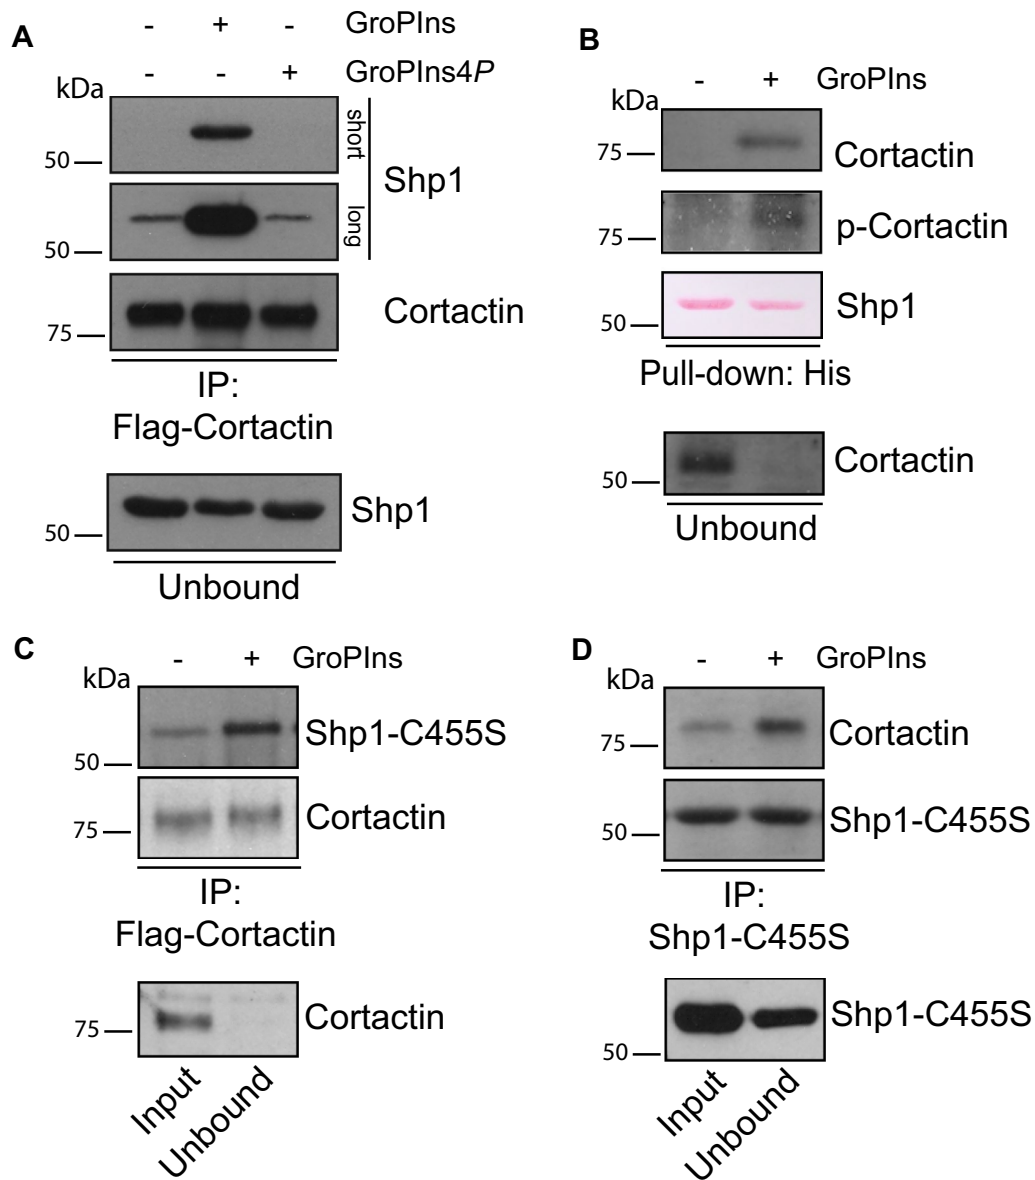 A
- + - GroPIns
- - + GroPIns4P
kDa
50
short
50
long
Shp1
75
Cortactin
IP:
Flag-Cortactin
50
Shp1
Unbound
B
- + GroPIns
kDa
75
Cortactin
75
p-Cortactin
50
Shp1
Pull-down: His
50
Cortactin
Unbound
C
- + GroPIns
kDa
50
Shp1-C455S
75
Cortactin
IP:
Flag-Cortactin
75
Cortactin
Input
Unbound
D
- + GroPIns
kDa
75
Cortactin
50
Shp1-C455S
IP:
Shp1-C455S
50
Shp1-C455S
Input
Unbound